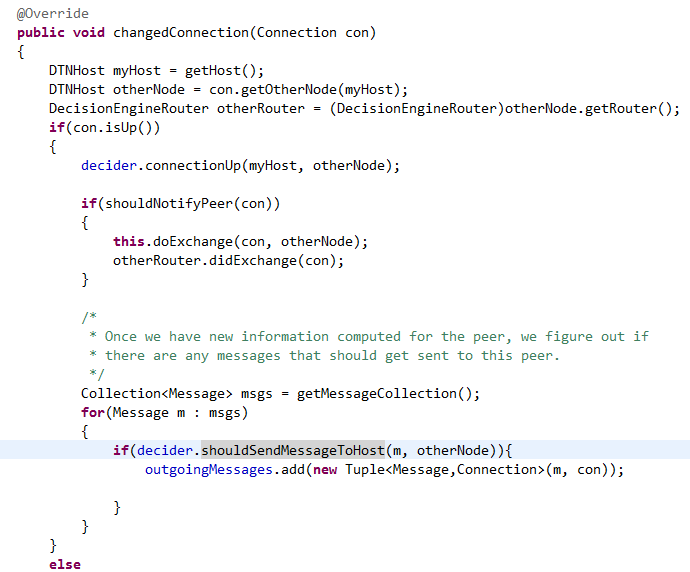 @Override
public void changedConnection(Connection con)
{
    DTNHost myHost = getHost();
    DTNHost otherNode = con.getOtherNode(myHost);
    DecisionEngineRouter otherRouter = (DecisionEngineRouter)otherNode.getRouter();
    if(con.isUp())
    {
        decider.connectionUp(myHost, otherNode);

        if(shouldNotifyPeer(con))
        {
            this.doExchange(con, otherNode);
            otherRouter.didExchange(con);
        }

        /*
         * Once we have new information computed for the peer, we figure out if
         * there are any messages that should get sent to this peer.
         */
        Collection<Message> msgs = getMessageCollection();
        for(Message m : msgs)
        {
            if(decider.shouldSendMessageToHost(m, otherNode)){
                outgoingMessages.add(new Tuple<Message,Connection>(m, con));

            }
        }
    }
    else